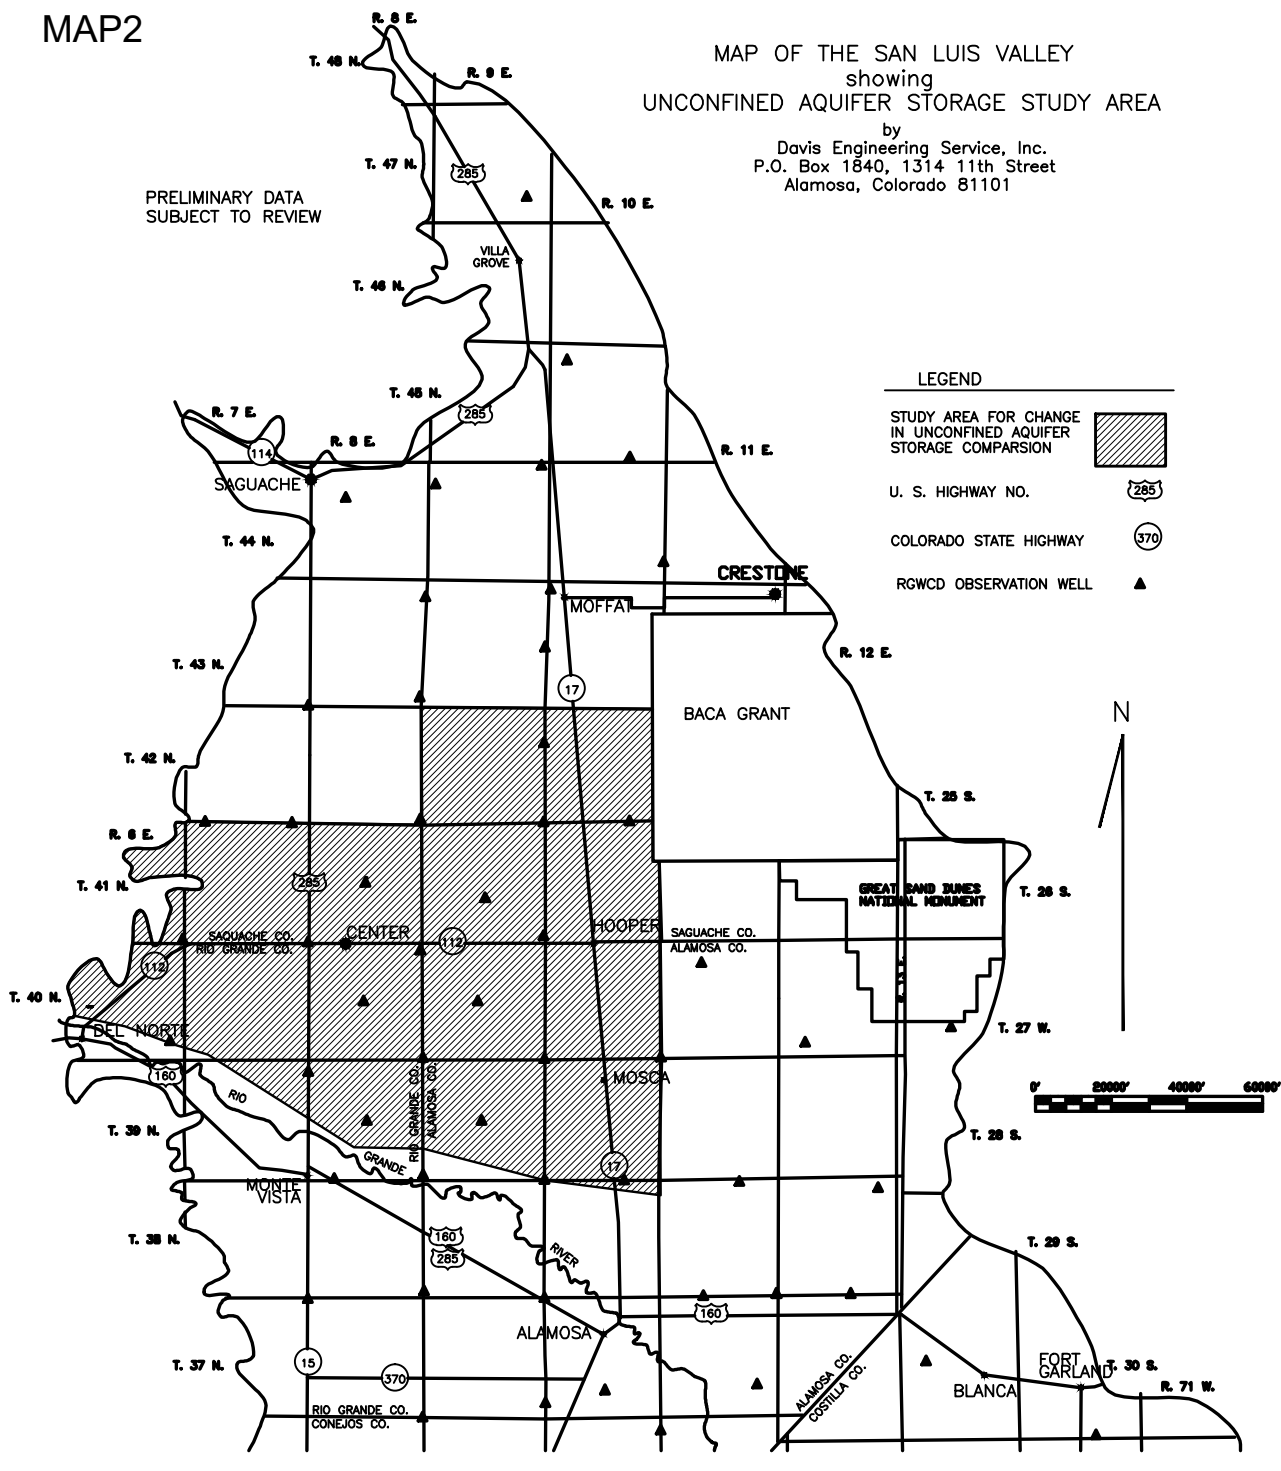 MAP2
MAP OF THE SAN LUIS VALLEY
showing
UNCONFINED AQUIFER STORAGE STUDY AREA
by
Davis Engineering Service, Inc.
P.O. Box 1840, 1314 11th Street
Alamosa, Colorado 81101
PRELIMINARY DATA
SUBJECT TO REVIEW
R. 8 E.
T. 48 N.
R. 9 E.
T. 47 N.
285
R. 10 E.
VILLA
GROVE
T. 46 N.
LEGEND
STUDY AREA FOR CHANGE
IN UNCONFINED AQUIFER
STORAGE COMPARSION
U. S. HIGHWAY NO.
285
COLORADO STATE HIGHWAY
370
RGWCD OBSERVATION WELL
T. 45 N.
285
R. 7 E.
R. 8 E.
114
R. 11 E.
SAGUACHE
T. 44 N.
CRESTONE
MOFFAT
T. 43 N.
R. 12 E.
17
BACA GRANT
N
T. 42 N.
T. 25 S.
R. 6 E.
T. 41 N.
285
GREAT SAND DUNES
NATIONAL MONUMENT
T. 26 S.
HOOPER
CENTER
SAQUACHE CO.
RIO GRANDE CO.
112
SAGUACHE CO.
ALAMOSA CO.
112
T. 40 N.
DEL NORTE
T. 27 W.
160
MOSCA
0'
20000'
40000'
60000'
RIO
RIO GRANDE CO.
ALAMOSA CO.
T. 39 N.
T. 28 S.
GRANDE
17
MONTE
VISTA
T. 38 N.
160
285
RIVER
T. 29 S.
160
ALAMOSA
15
370
T. 37 N.
ALAMOSA CO.
COSTILLA CO.
FORT
GARLAND
T. 30 S.
BLANCA
R. 71 W.
RIO GRANDE CO.
CONEJOS CO.